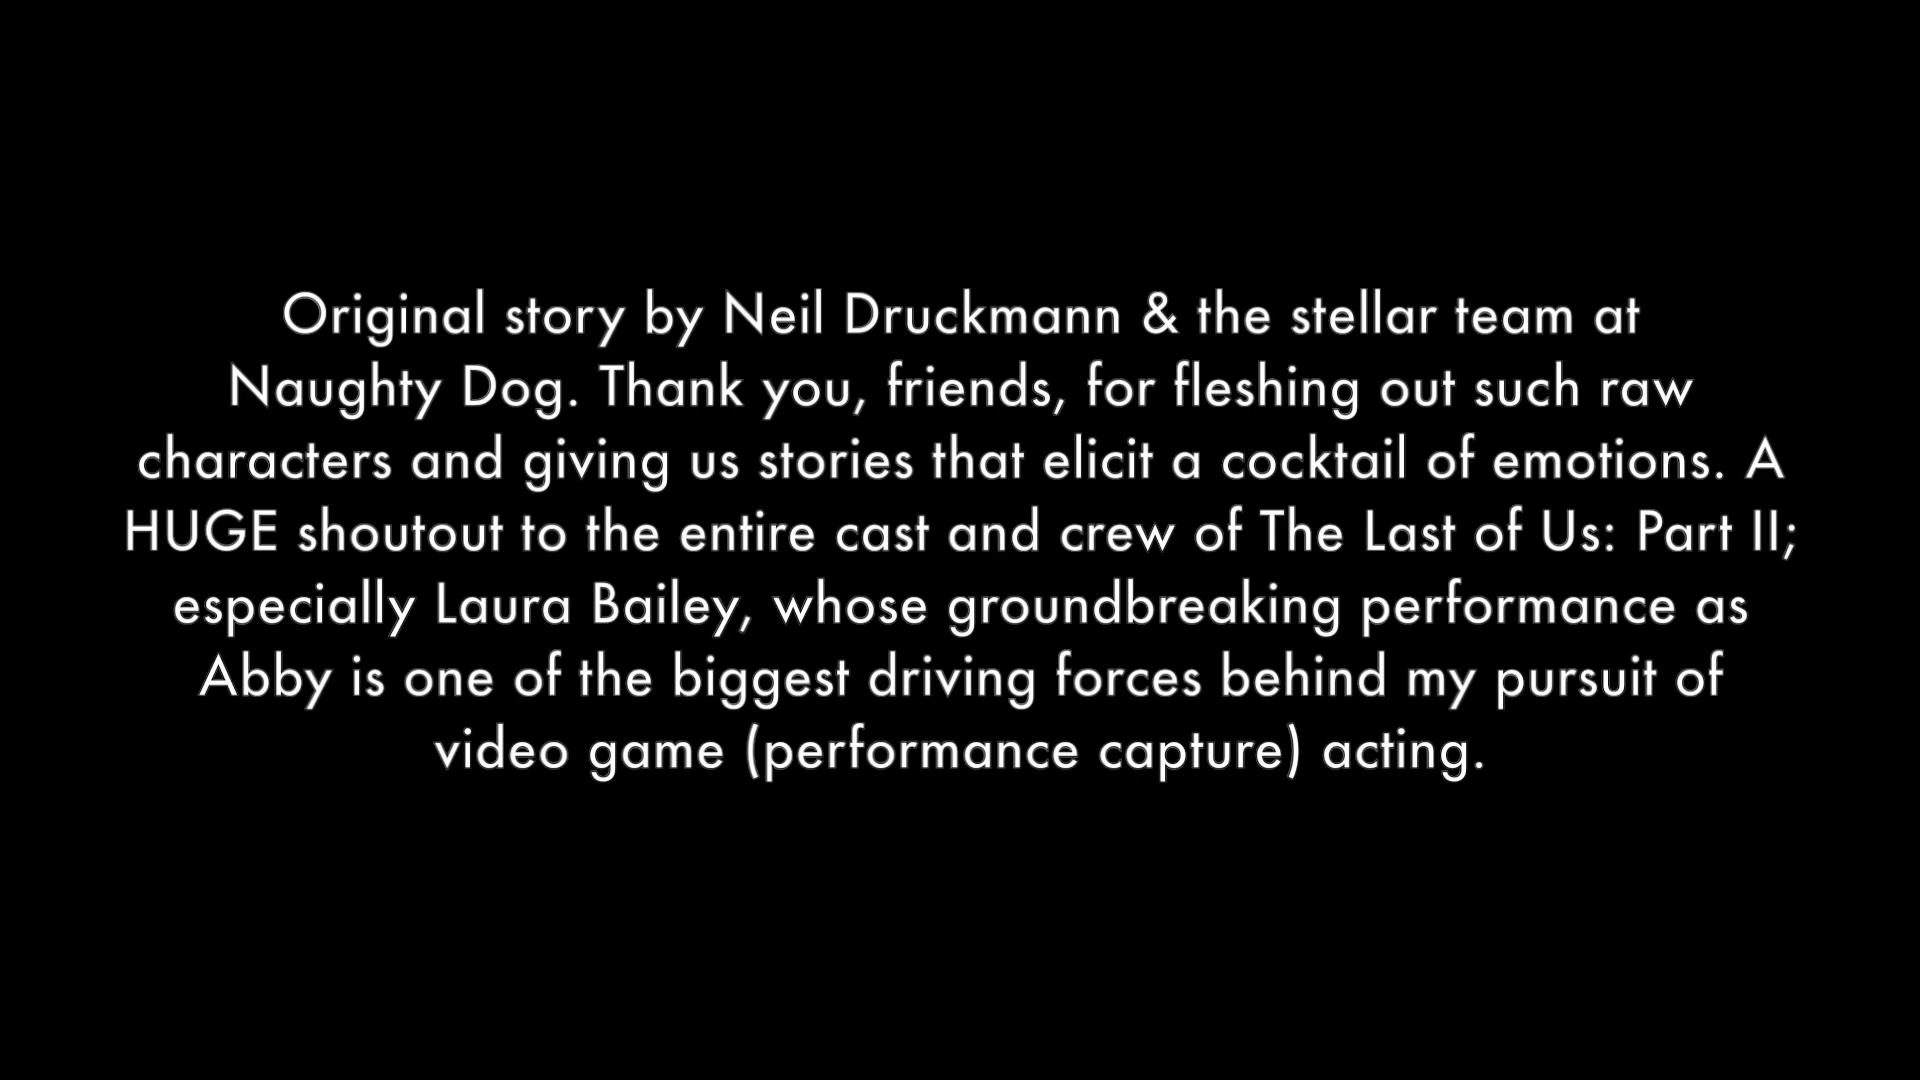 Original story by Neil Druckmann & the stellar team at
Naughty Dog. Thank you, friends, for fleshing out such raw
characters and giving us stories that elicit a cocktail of emotions. A
HUGE shoutout to the entire cast and crew of The Last of Us: Part II;
especially Laura Bailey, whose groundbreaking performance as
Abby is one of the biggest driving forces behind my pursuit of
video game (performance capture) acting.